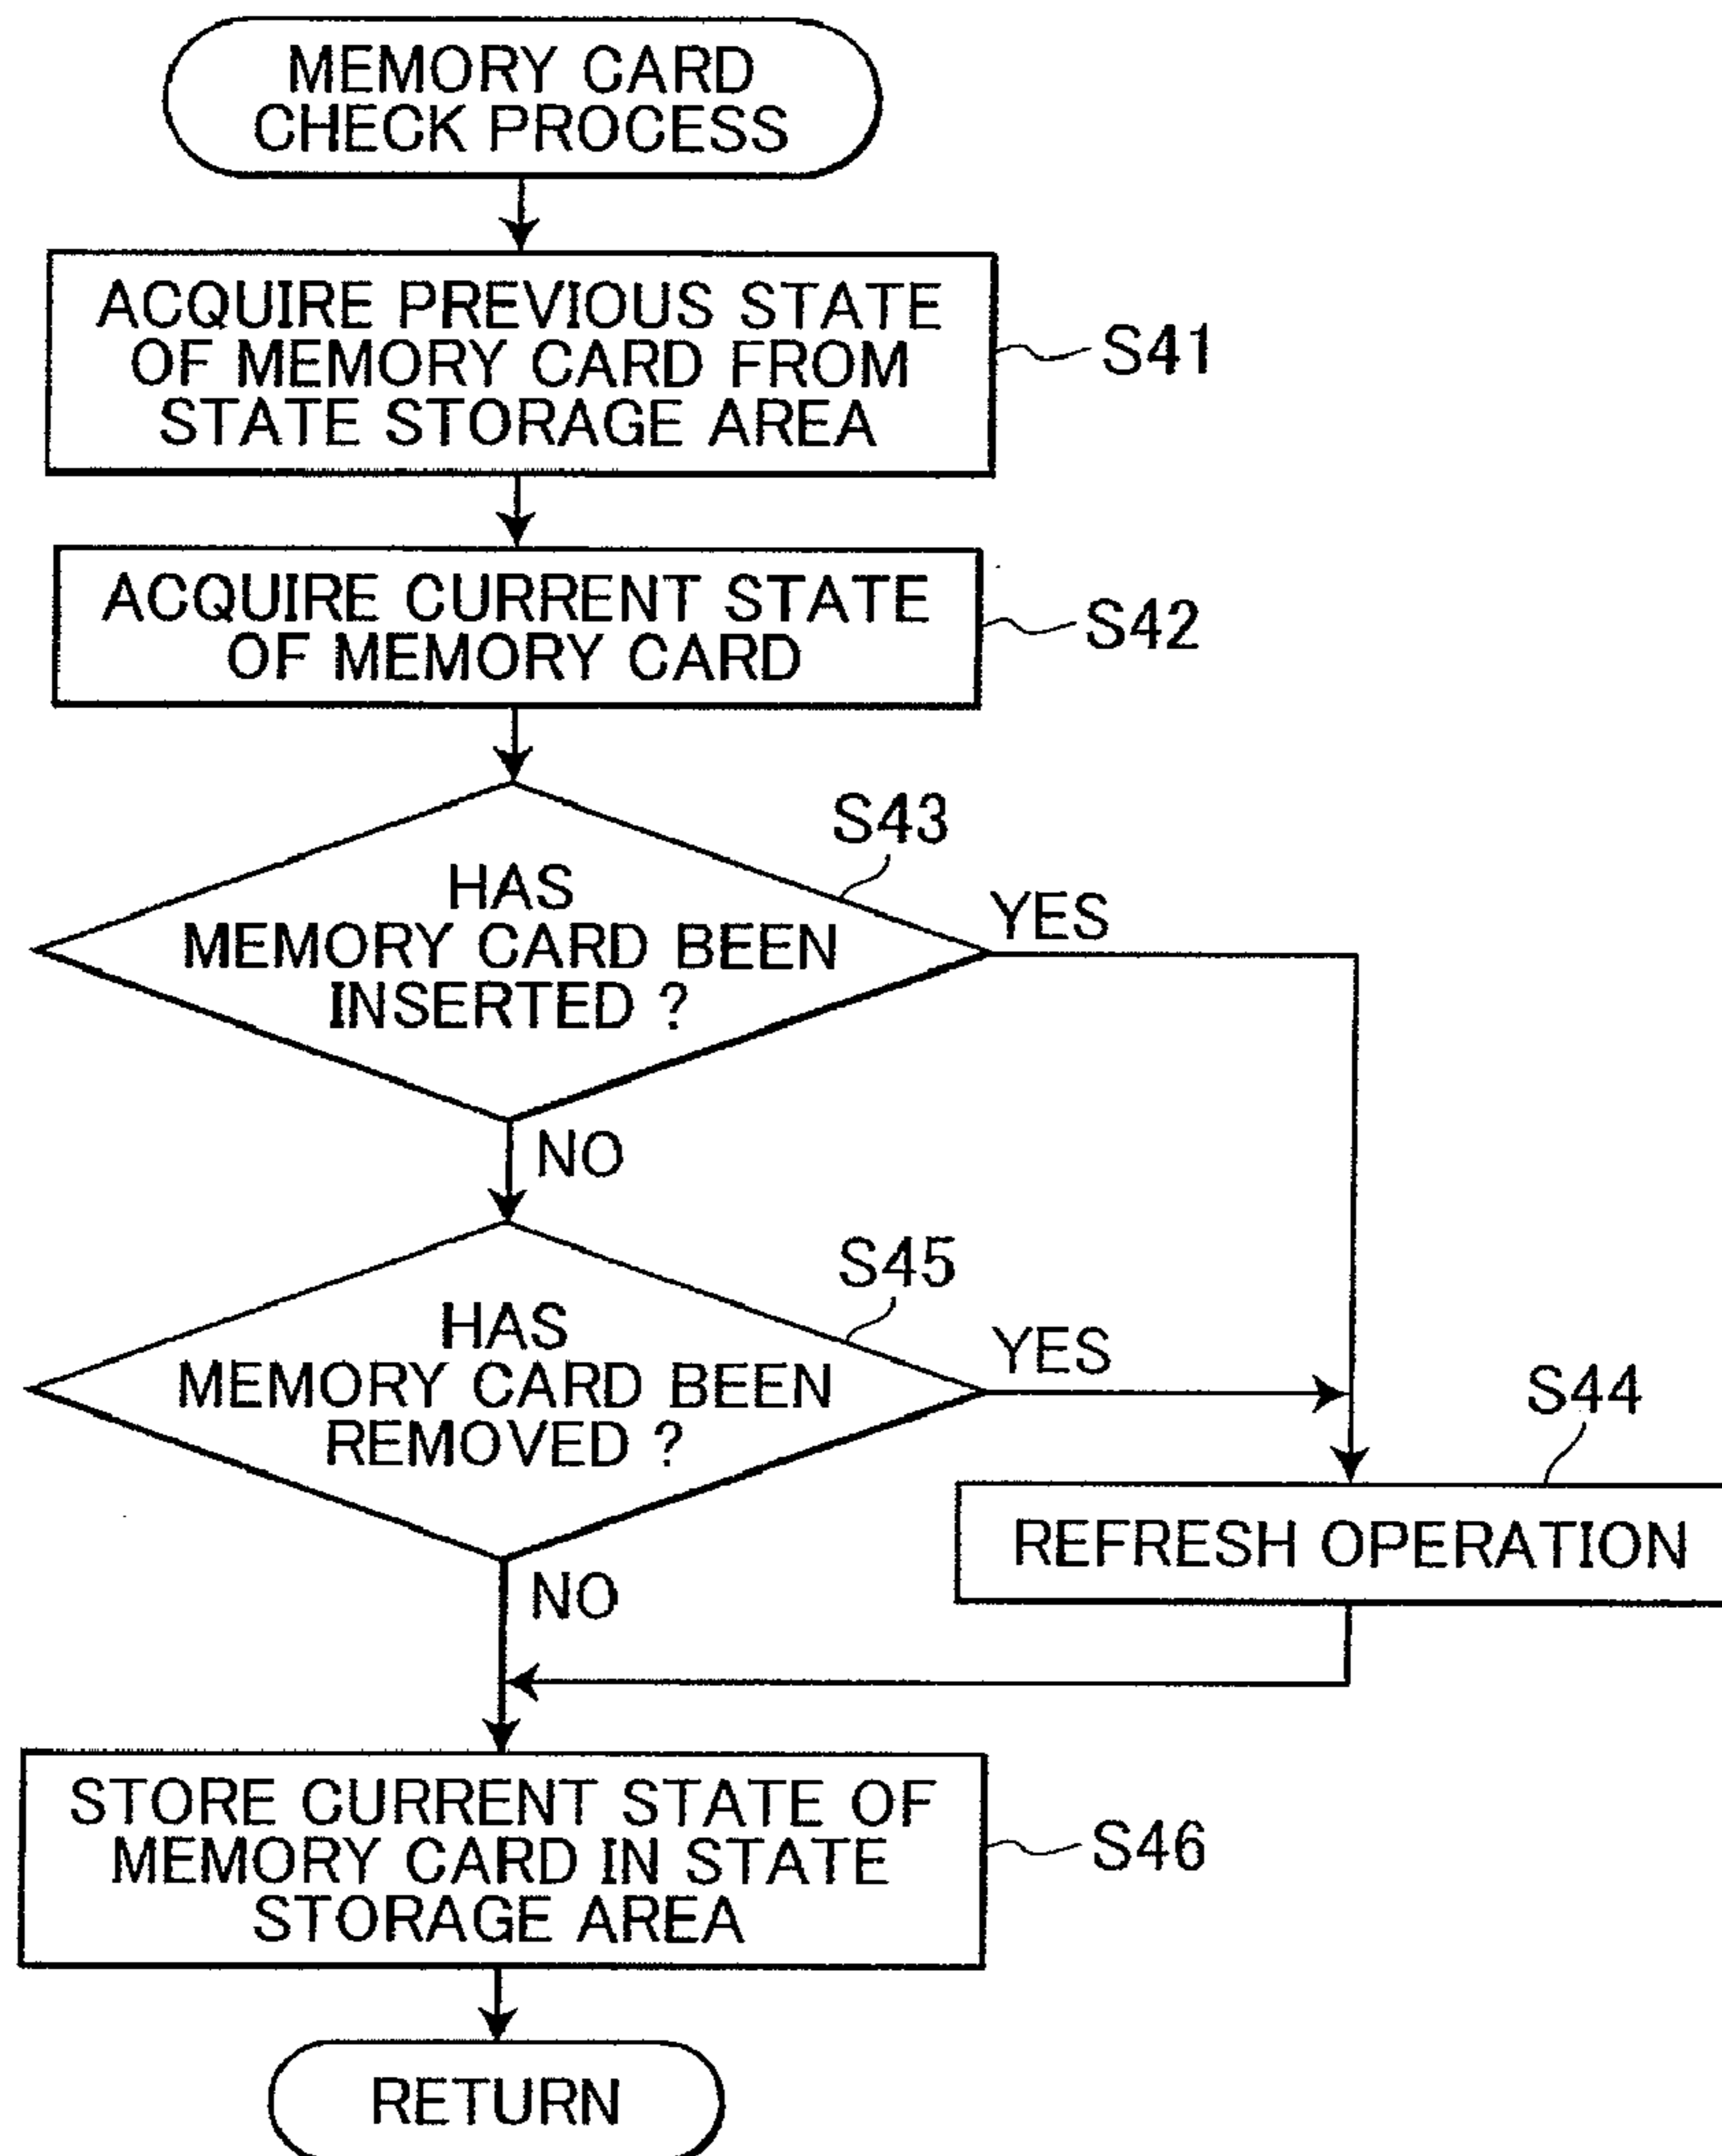 MEMORY CARD
CHECK PROCESS
ACQUIRE PREVIOUS STATE
OF MEMORY CARD FROM
STATE STORAGE AREA
S41
ACQUIRE CURRENT STATE
OF MEMORY CARD
S42
S43
HAS
MEMORY CARD BEEN
INSERTED ?
YES
NO
S45
HAS
MEMORY CARD BEEN
REMOVED ?
YES
S44
REFRESH OPERATION
NO
STORE CURRENT STATE OF
MEMORY CARD IN STATE
STORAGE AREA
S46
RETURN